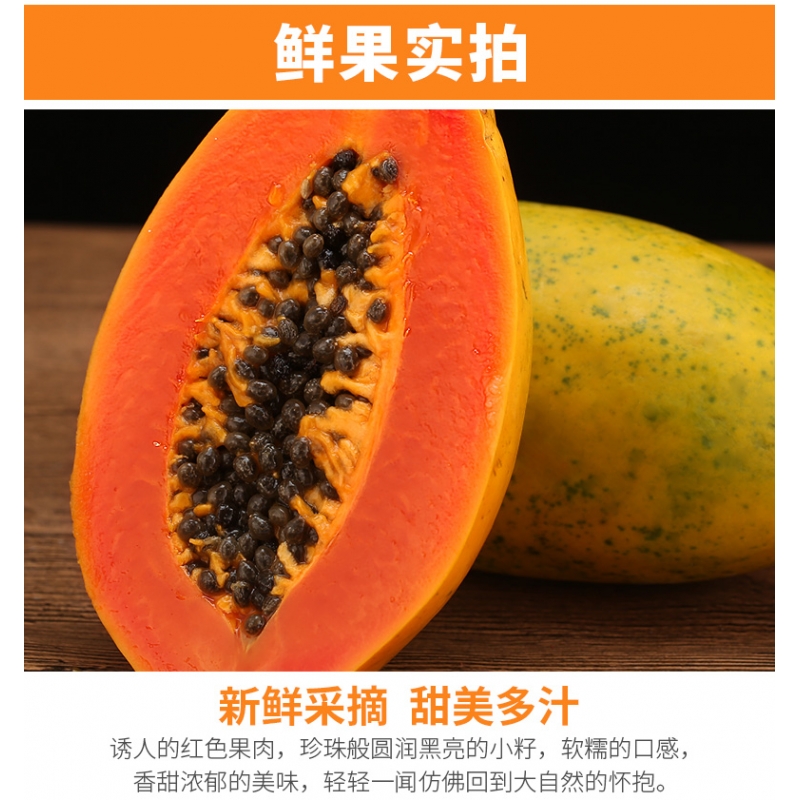 鲜果实拍
新鲜采摘 甜美多汁
诱人的红色果肉，珍珠般圆润黑亮的小籽，软糯的口感，
香甜浓郁的美味，轻轻一闻仿佛回到大自然的怀抱。